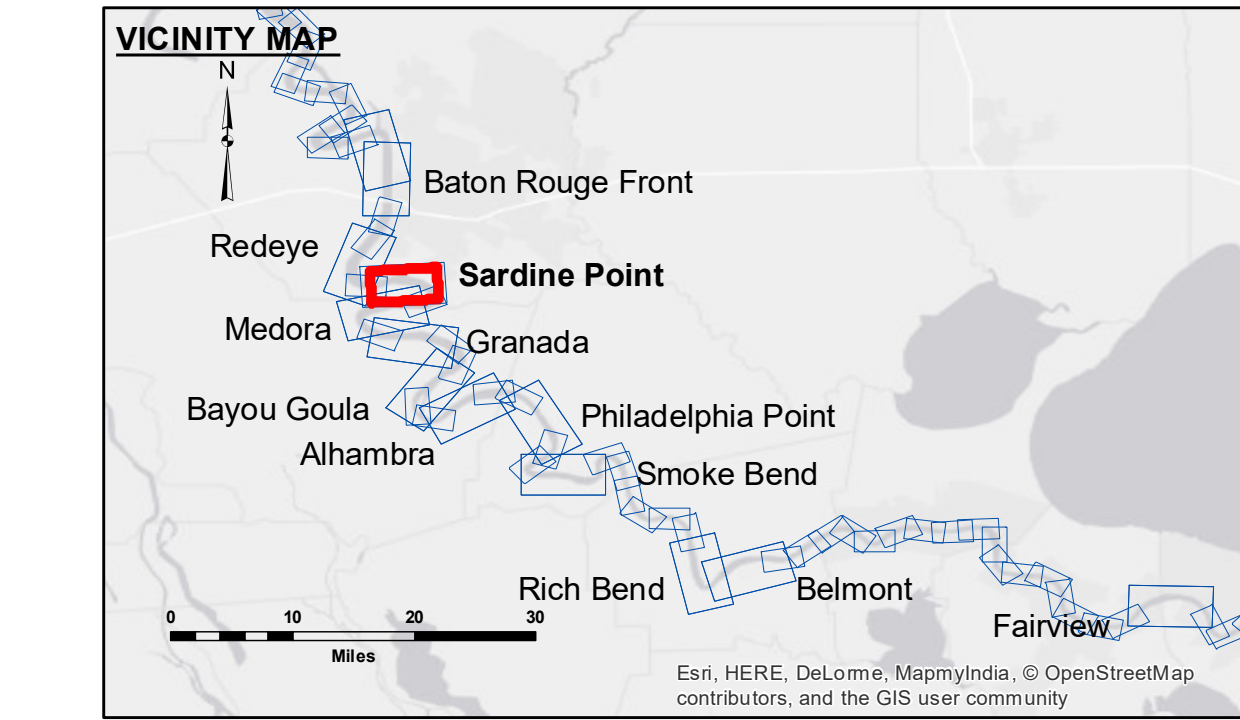 VICINITY MAP
N
Baton Rouge Front
Redeye
Sardine Point
Medora
Granada
Bayou Goula
Philadelphia Point
Alhambra
Smoke Bend
Rich Bend
Belmont
Fairview
0 10 20 30
Miles
Esri, HERE, DeLorme, MapmyIndia, © OpenStreetMap
contributors, and the GIS user community